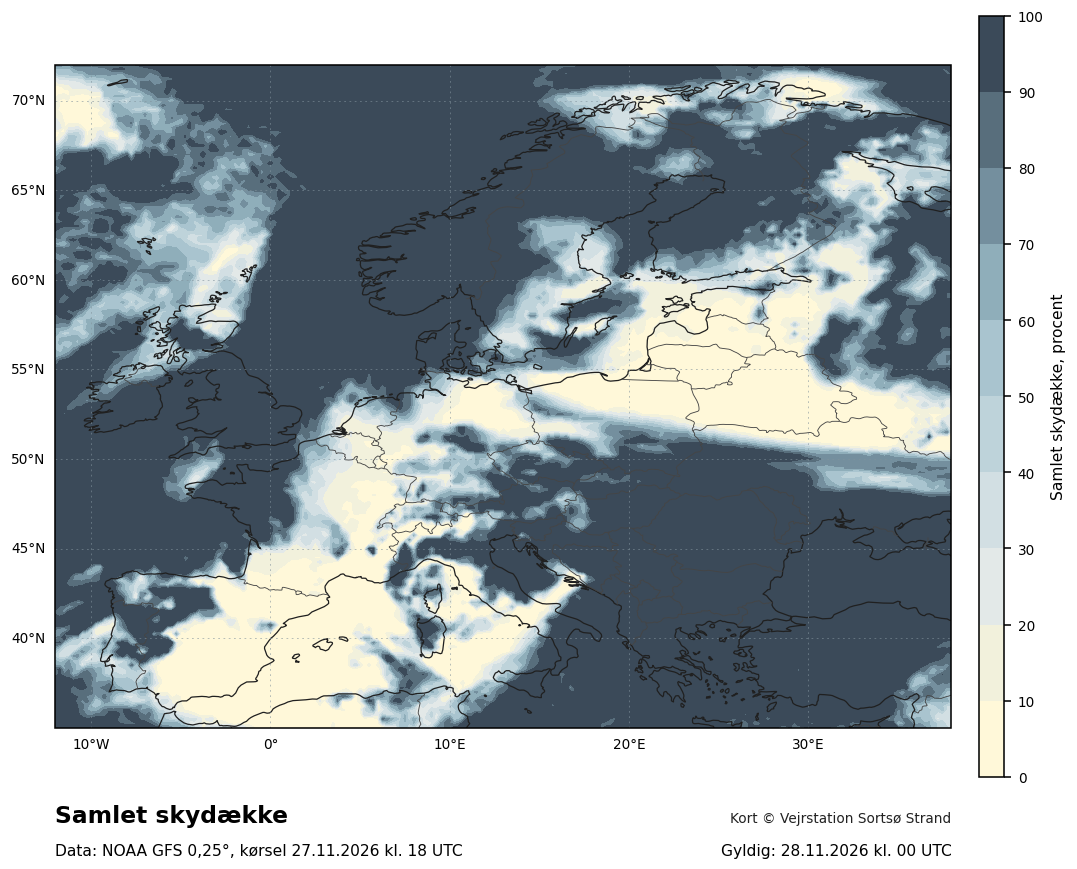 70°N
65°N
60°N
55°N
50°N
45°N
40°N
10°W
0°
10°E
20°E
30°E
100
90
80
70
60
50
40
30
20
10
0
Samlet skydække, procent
Samlet skydække
Kort © Vejrstation Sortsø Strand
Data: NOAA GFS 0,25°, kørsel 27.11.2026 kl. 18 UTC
Gyldig: 28.11.2026 kl. 00 UTC